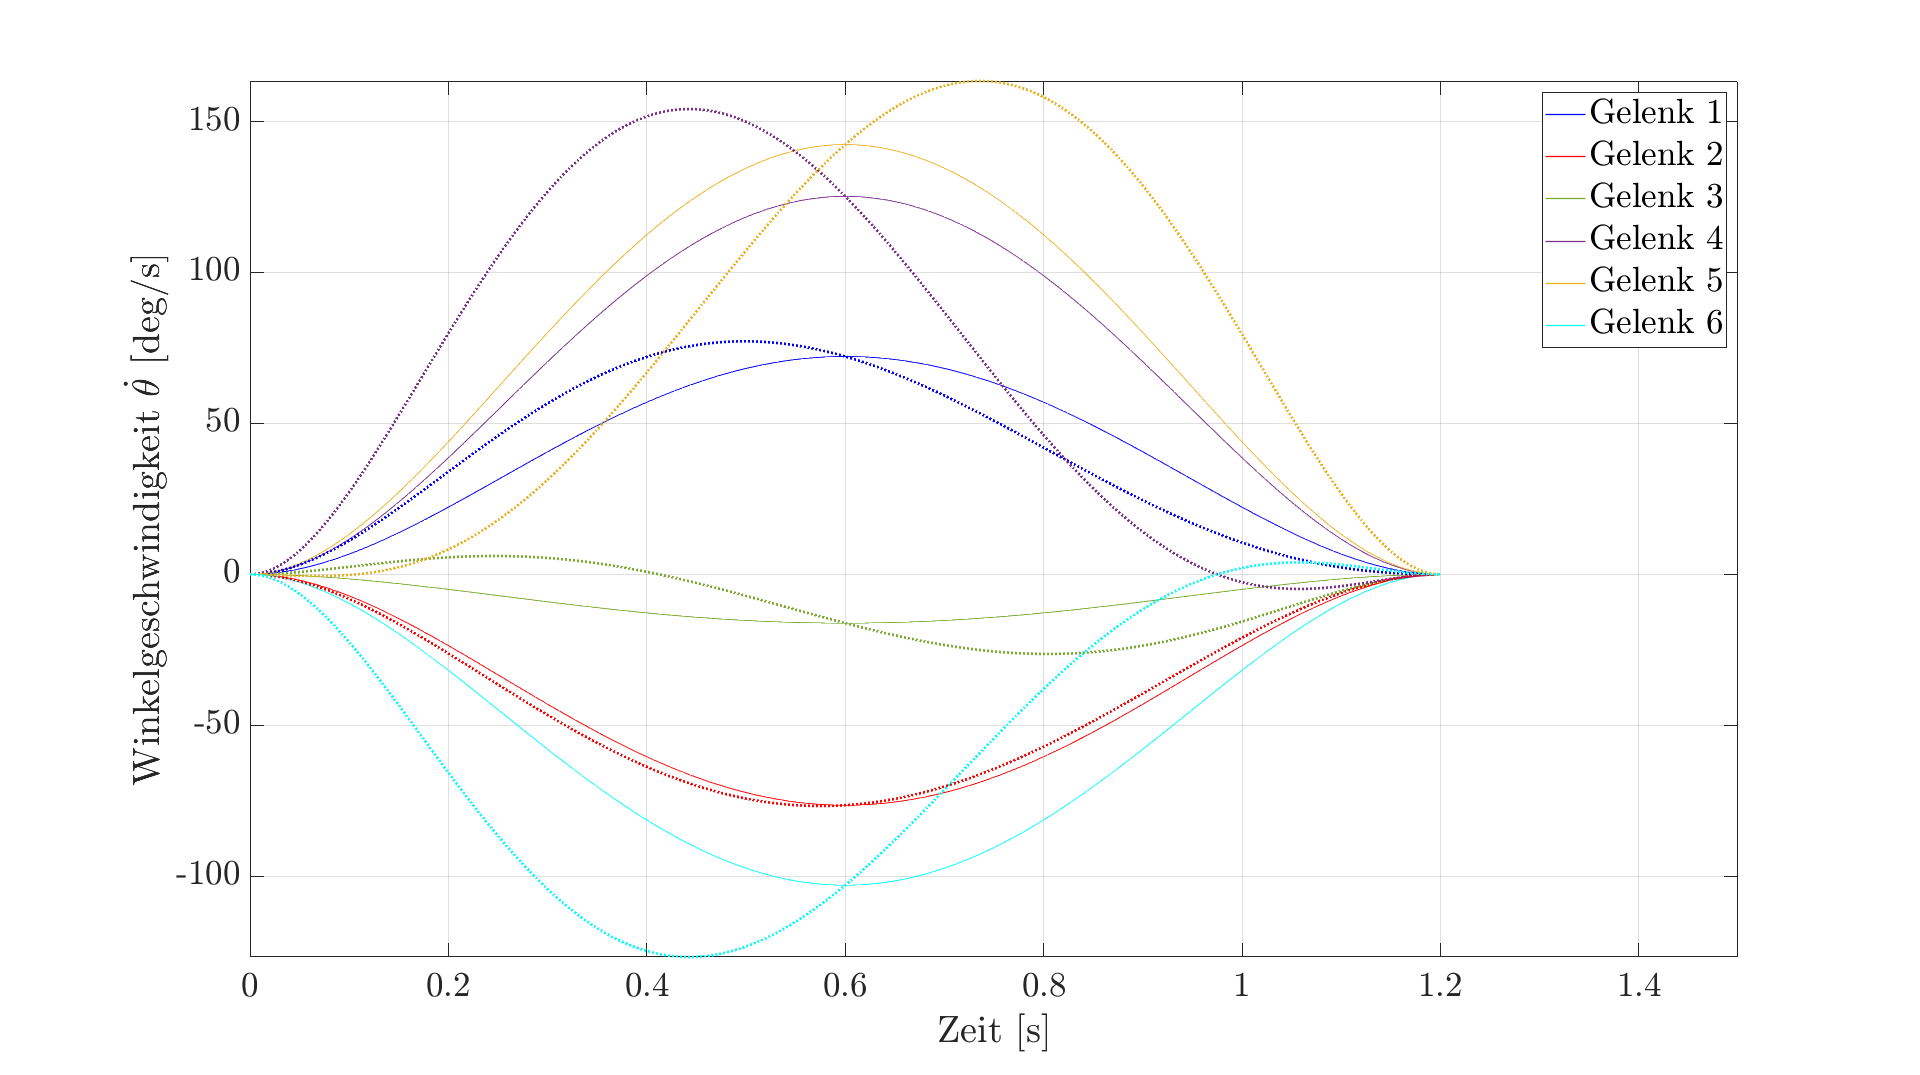 150
100
50
0
-50
-100
Winkelgeschwindigkeit θ̇ [deg/s]
0 0.2 0.4 0.6 0.8 1 1.2 1.4
Zeit [s]
Gelenk 1
Gelenk 2
Gelenk 3
Gelenk 4
Gelenk 5
Gelenk 6